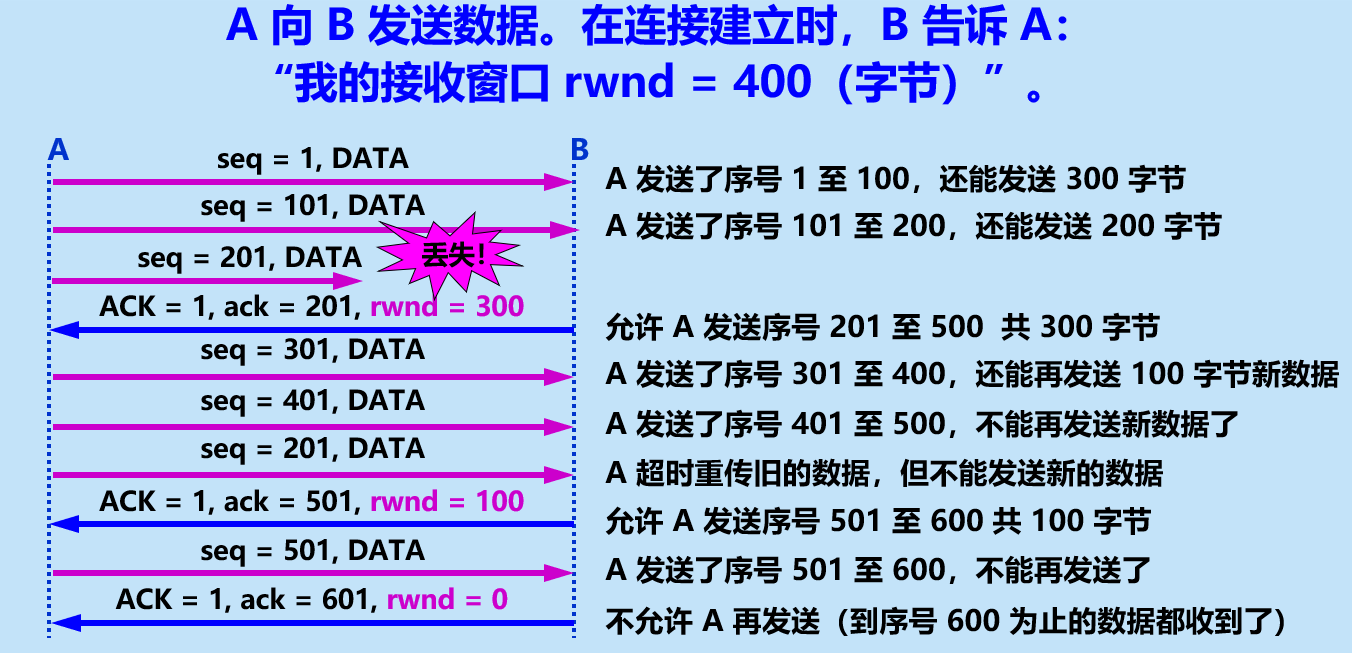 A 向 B 发送数据。在连接建立时，B 告诉 A：
“我的接收窗口 rwnd = 400（字节）”。
A
B
seq = 1, DATA
A 发送了序号 1 至 100，还能发送 300 字节
seq = 101, DATA
A 发送了序号 101 至 200，还能发送 200 字节
seq = 201, DATA
丢失!
ACK = 1, ack = 201, rwnd = 300
允许 A 发送序号 201 至 500 共 300 字节
seq = 301, DATA
A 发送了序号 301 至 400，还能再发送 100 字节新数据
seq = 401, DATA
A 发送了序号 401 至 500，不能再发送新数据了
seq = 201, DATA
A 超时重传旧的数据，但不能发送新的数据
ACK = 1, ack = 501, rwnd = 100
允许 A 发送序号 501 至 600 共 100 字节
seq = 501, DATA
A 发送了序号 501 至 600，不能再发送了
ACK = 1, ack = 601, rwnd = 0
不允许 A 再发送（到序号 600 为止的数据都收到了）